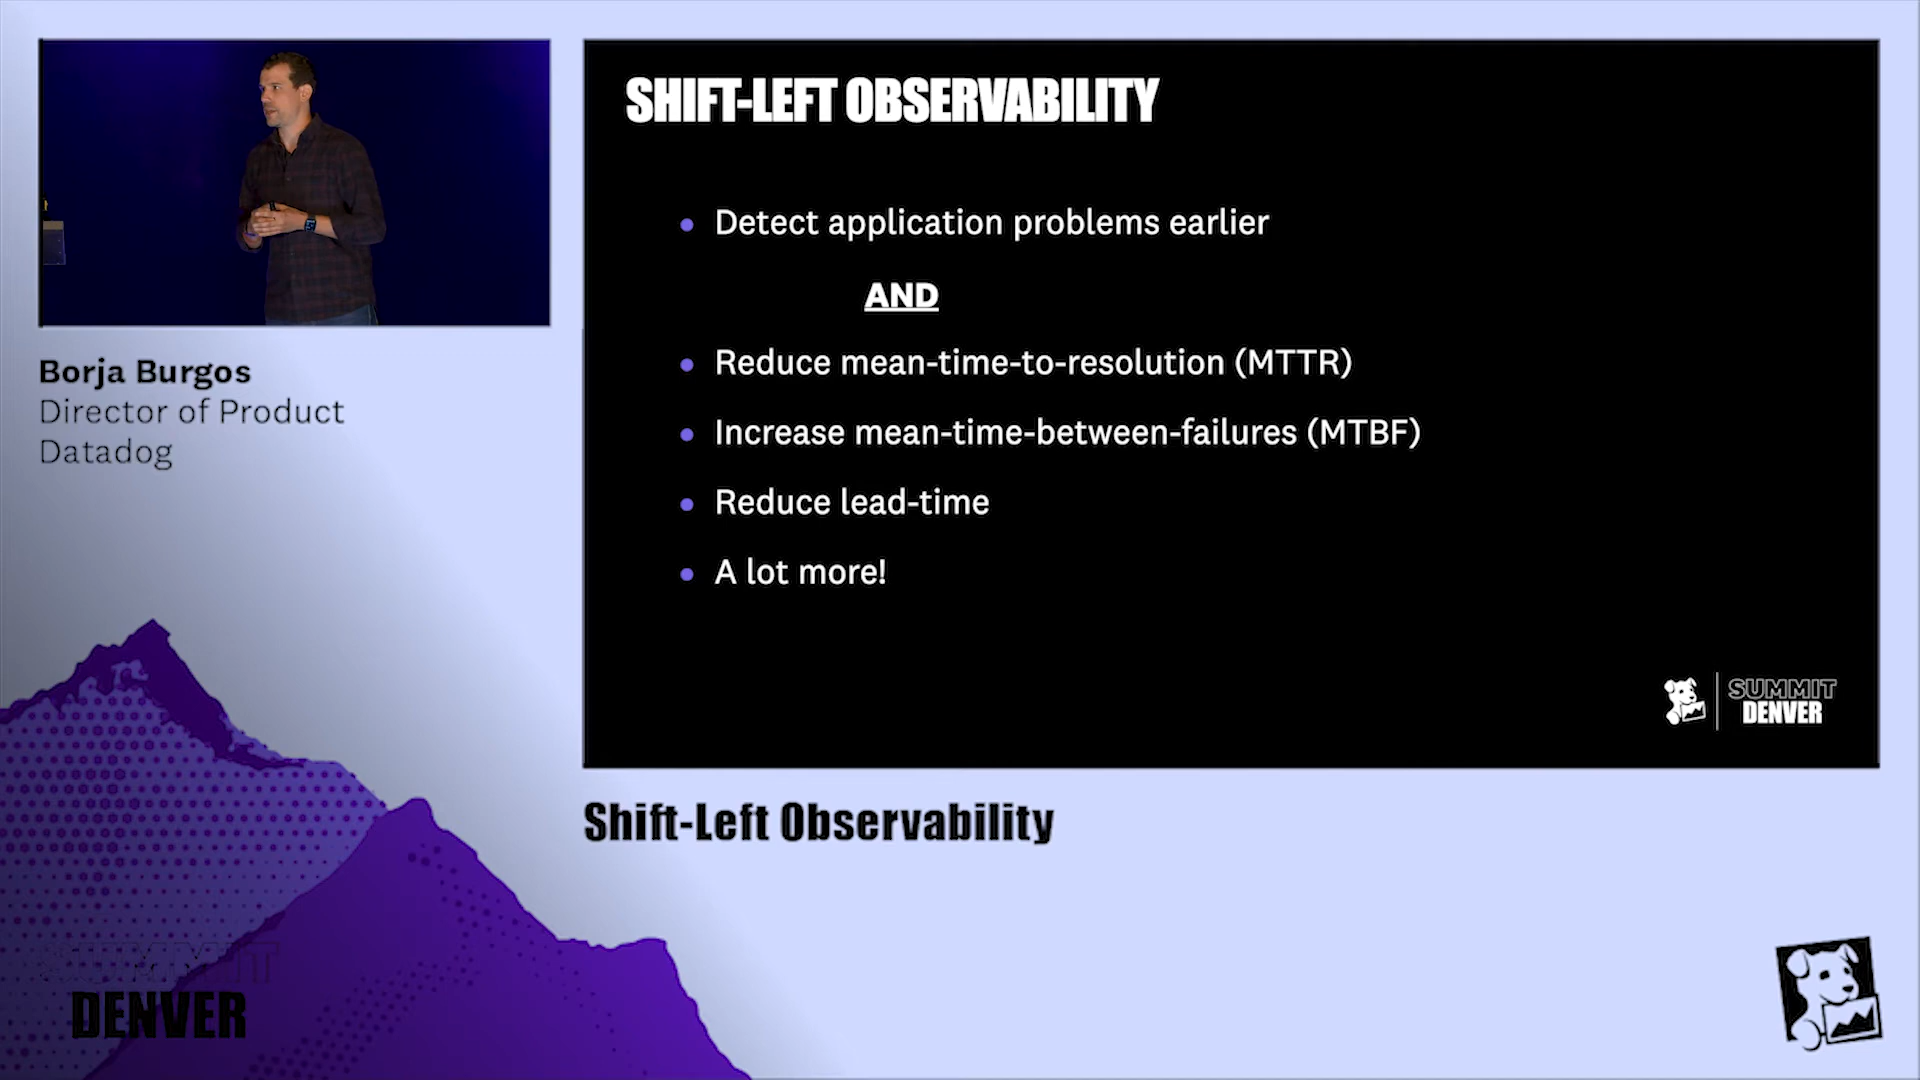 Borja Burgos
Director of Product
Datadog
SHIFT-LEFT OBSERVABILITY
Detect application problems earlier
AND
Reduce mean-time-to-resolution (MTTR)
Increase mean-time-between-failures (MTBF)
Reduce lead-time
A lot more!
SUMMIT
DENVER
Shift-Left Observability
SUMMIT
DENVER